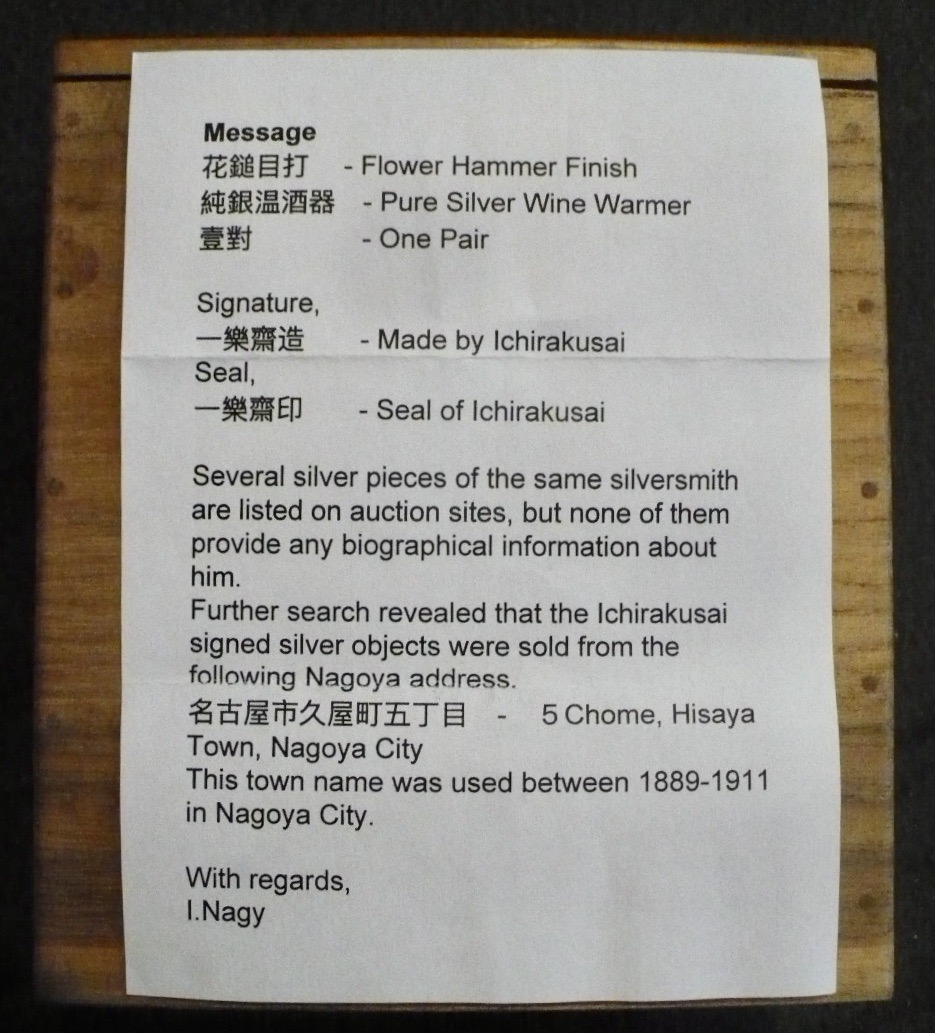 Message
花鎚目打 - Flower Hammer Finish
純銀温酒器 - Pure Silver Wine Warmer
壹對 - One Pair
Signature,
一樂齋造 - Made by Ichirakusai
Seal,
一樂齋印 - Seal of Ichirakusai
Several silver pieces of the same silversmith
are listed on auction sites, but none of them
provide any biographical information about
him.
Further search revealed that the Ichirakusai
signed silver objects were sold from the
following Nagoya address.
名古屋市久屋町五丁目 - 5 Chome, Hisaya
Town, Nagoya City
This town name was used between 1889-1911
in Nagoya City.
With regards,
I.Nagy